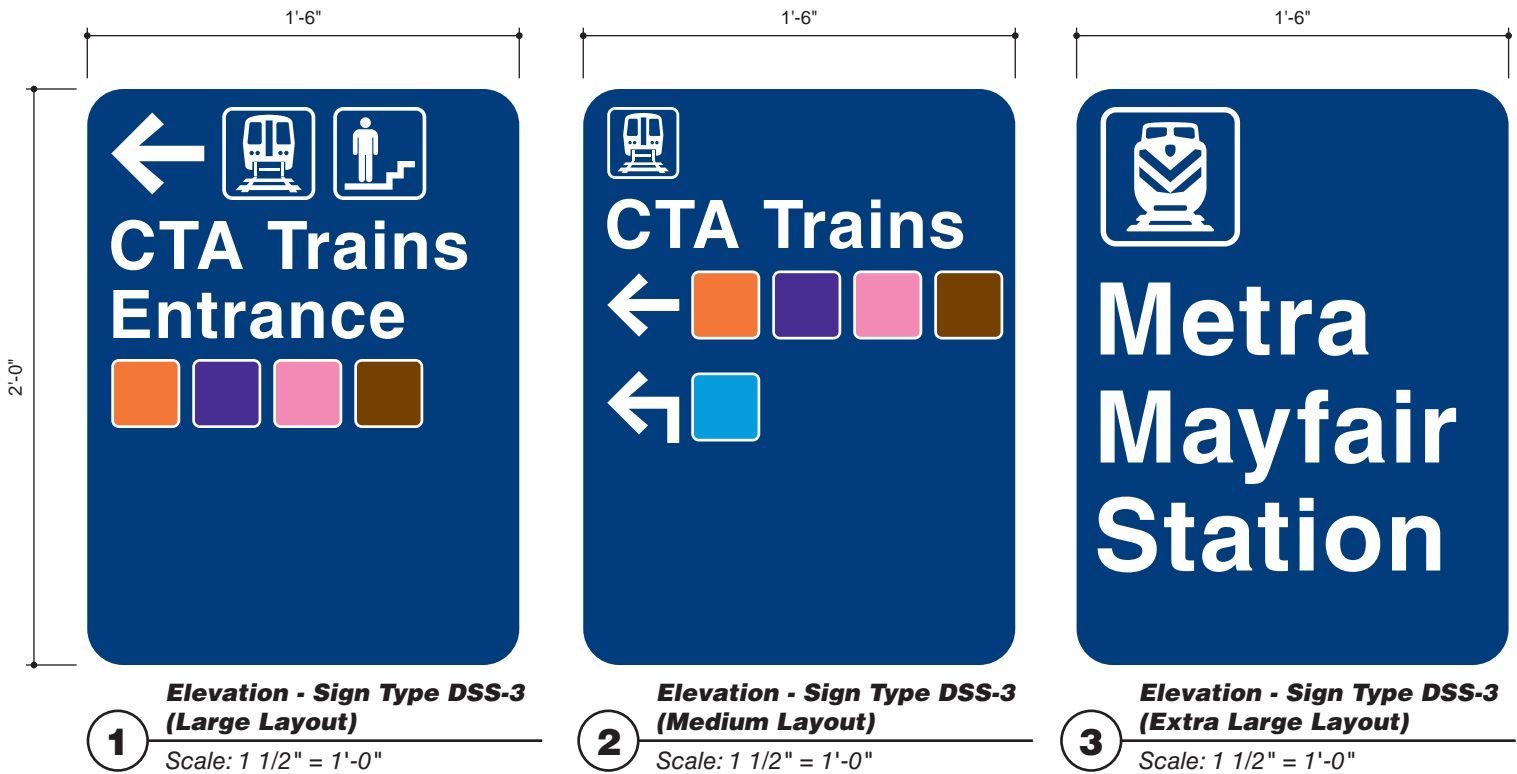 1'-6"
1'-6"
1'-6"
2'-0"
CTA Trains
Entrance
CTA Trains
Metra
Mayfair
Station
1
Elevation - Sign Type DSS-3
(Large Layout)
Scale: 1 1/2" = 1'-0"
2
Elevation - Sign Type DSS-3
(Medium Layout)
Scale: 1 1/2" = 1'-0"
3
Elevation - Sign Type DSS-3
(Extra Large Layout)
Scale: 1 1/2" = 1'-0"